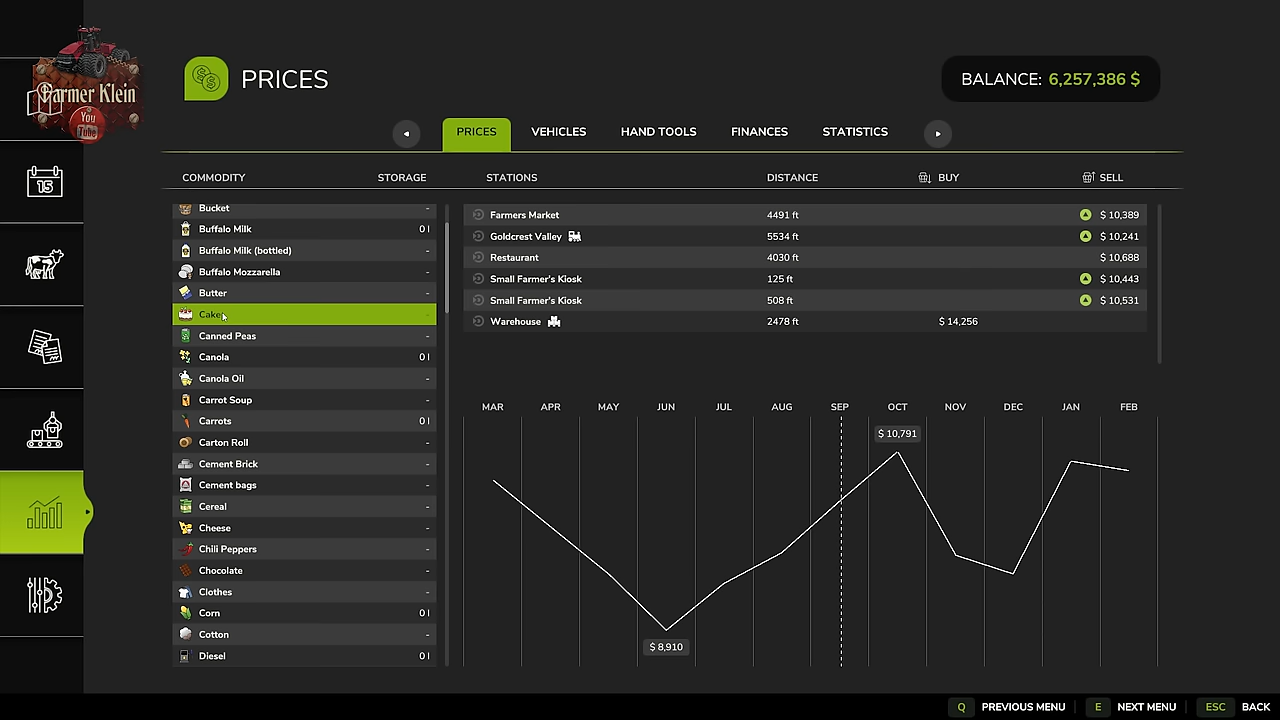 Farmer Klein
You
Tube
15
PRICES
BALANCE: 6,257,386 $
PRICES VEHICLES HAND TOOLS FINANCES STATISTICS
COMMODITY STORAGE STATIONS DISTANCE BUY SELL
Bucket -
Buffalo Milk 0 l
Buffalo Milk (bottled) -
Buffalo Mozzarella -
Butter -
Cake -
Canned Peas -
Canola 0 l
Canola Oil -
Carrot Soup -
Carrots 0 l
Carton Roll -
Cement Brick -
Cement bags -
Cereal -
Cheese -
Chili Peppers -
Chocolate -
Clothes -
Corn 0 l
Cotton -
Diesel 0 l
Farmers Market 4491 ft $ 10,389
Goldcrest Valley 5534 ft $ 10,241
Restaurant 4030 ft $ 10,688
Small Farmer's Kiosk 125 ft $ 10,443
Small Farmer's Kiosk 508 ft $ 10,531
Warehouse 2478 ft $ 14,256
MAR APR MAY JUN JUL AUG SEP OCT NOV DEC JAN FEB
$ 10,791
$ 8,910
Q PREVIOUS MENU E NEXT MENU ESC BACK